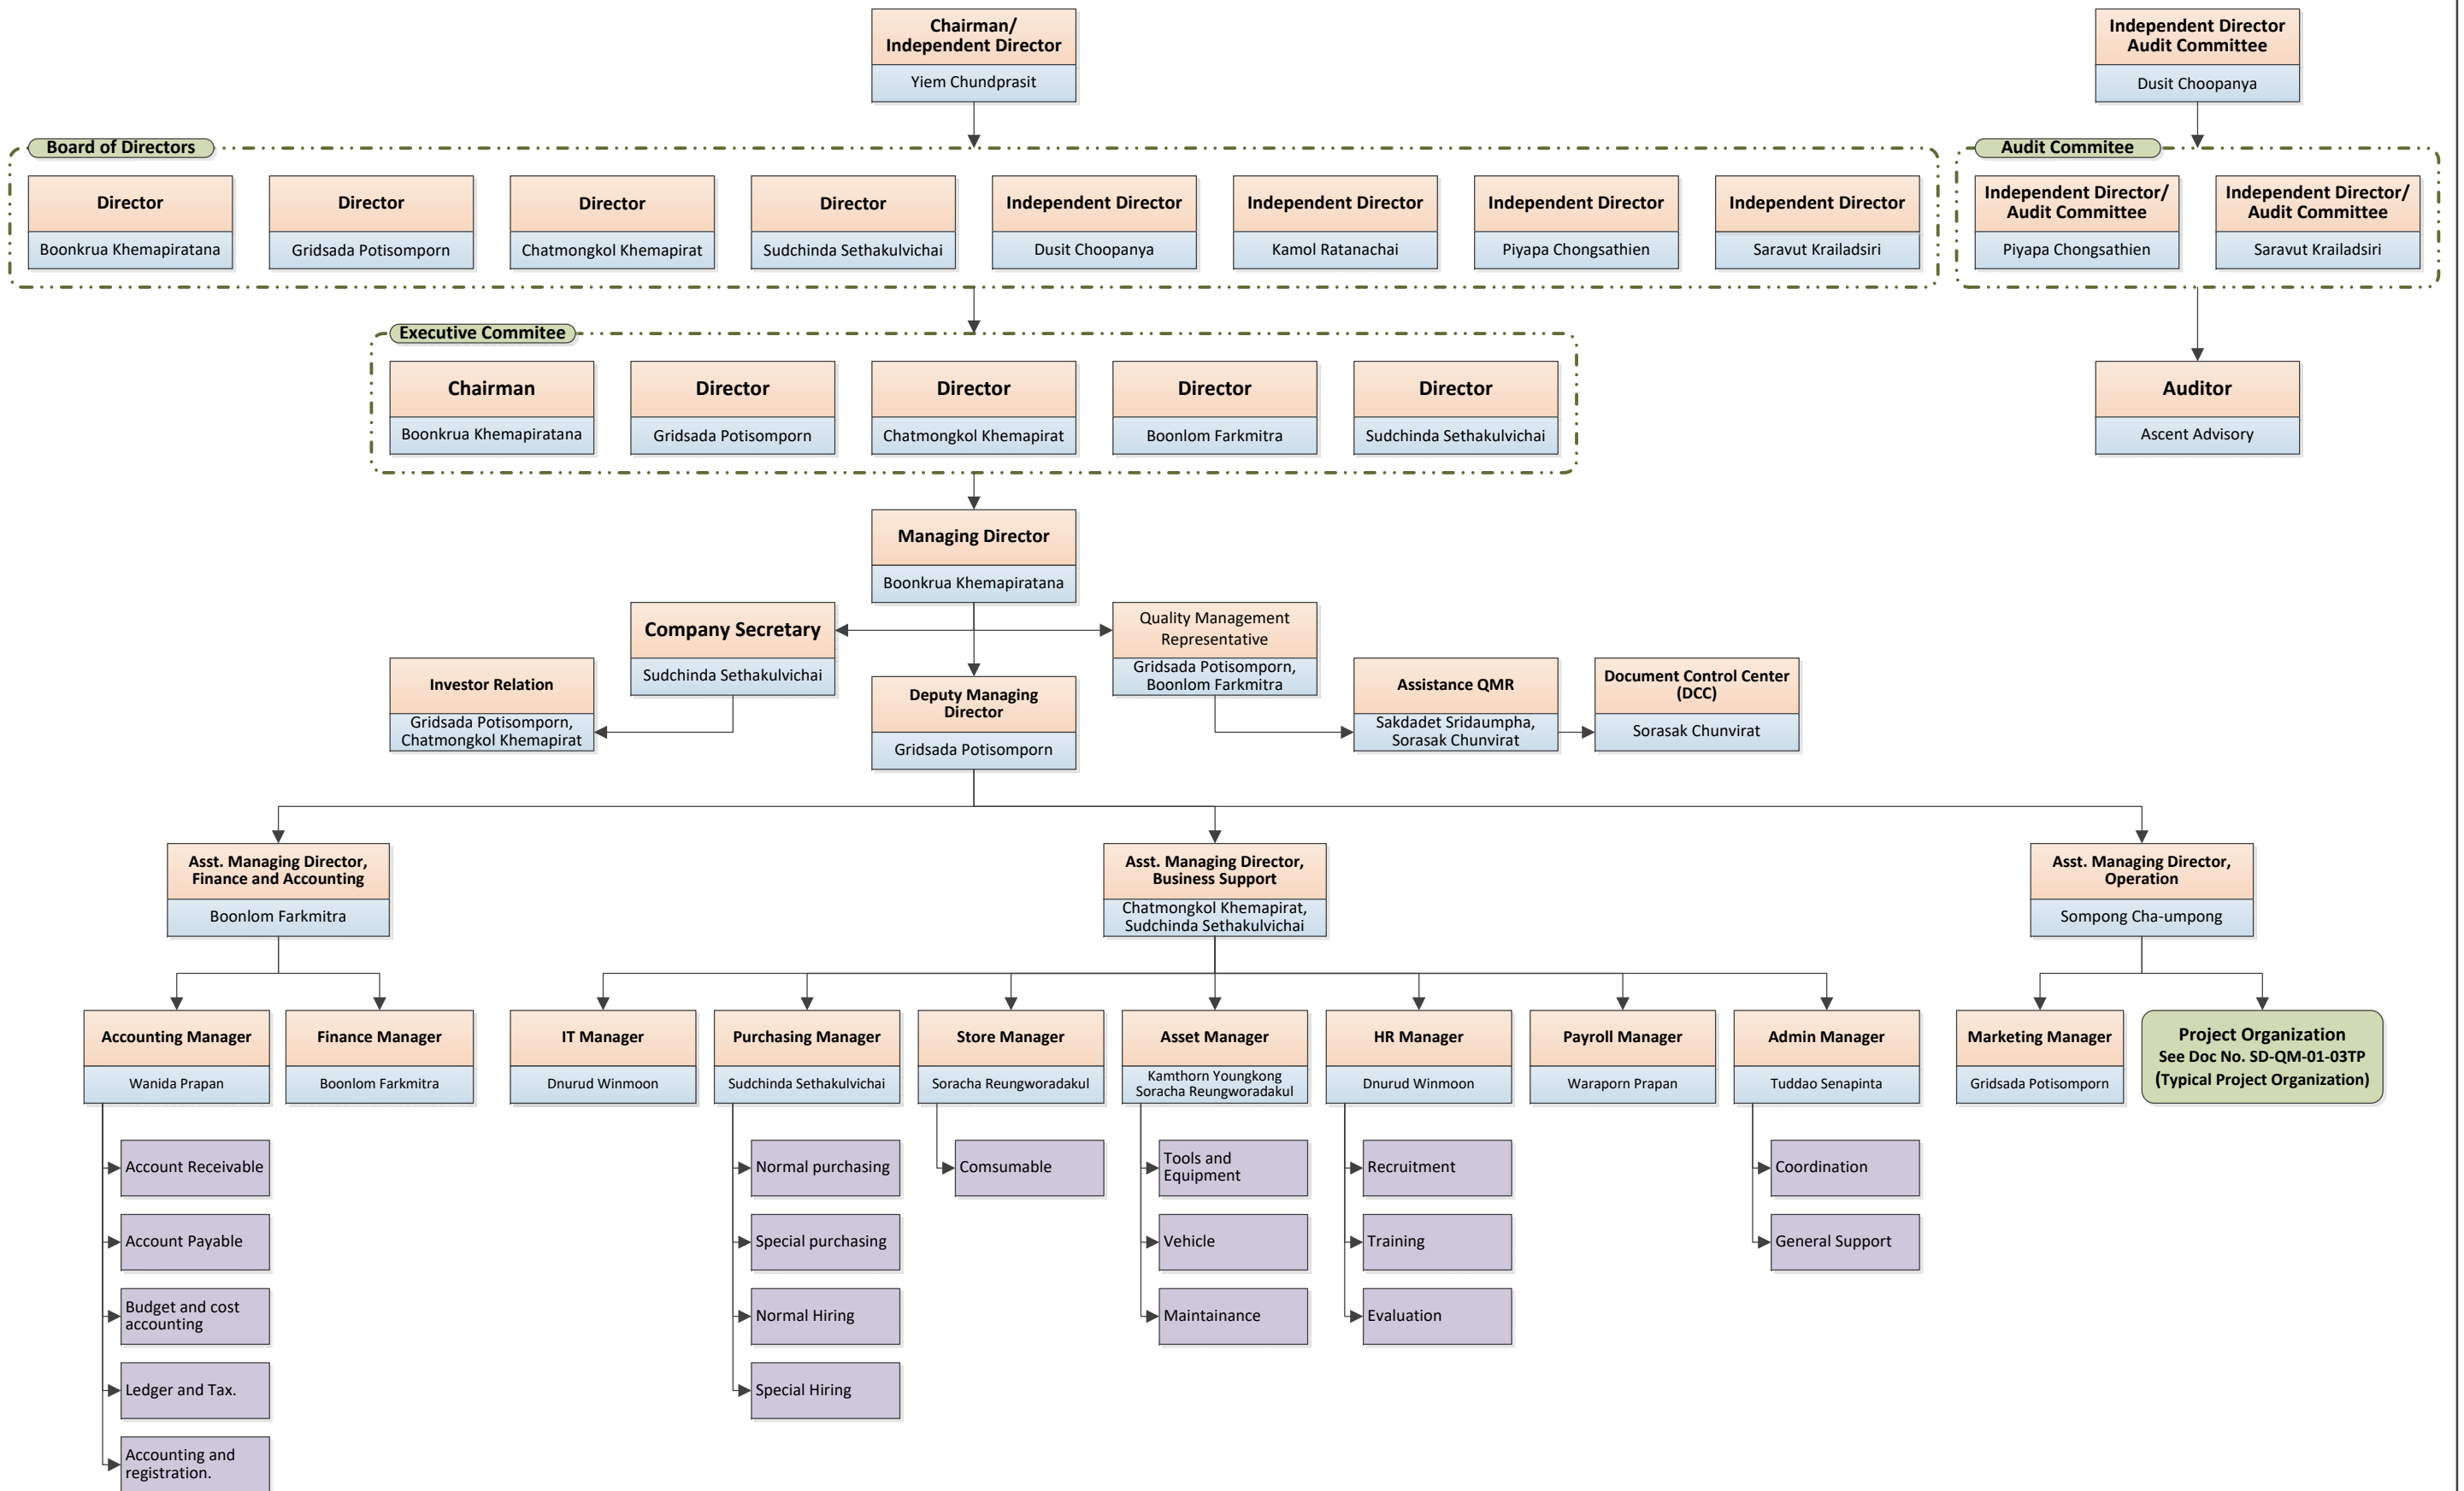 Chairman/
Independent Director
Yiem Chundprasit
Independent Director
Audit Committee
Dusit Choopanya
Board of Directors
Director
Boonkrua Khemapiratana
Director
Gridsada Potisomporn
Director
Chatmongkol Khemapirat
Director
Sudchinda Sethakulvichai
Independent Director
Dusit Choopanya
Independent Director
Kamol Ratanachai
Independent Director
Piyapa Chongsathien
Independent Director
Saravut Krailadsiri
Audit Commitee
Independent Director/
Audit Committee
Piyapa Chongsathien
Independent Director/
Audit Committee
Saravut Krailadsiri
Executive Commitee
Chairman
Boonkrua Khemapiratana
Director
Gridsada Potisomporn
Director
Chatmongkol Khemapirat
Director
Boonlom Farkmitra
Director
Sudchinda Sethakulvichai
Auditor
Ascent Advisory
Managing Director
Boonkrua Khemapiratana
Company Secretary
Sudchinda Sethakulvichai
Quality Management
Representative
Gridsada Potisomporn,
Boonlom Farkmitra
Investor Relation
Gridsada Potisomporn,
Chatmongkol Khemapirat
Deputy Managing
Director
Gridsada Potisomporn
Assistance QMR
Sakdadet Sridaumpha,
Sorasak Chunvirat
Document Control Center
(DCC)
Sorasak Chunvirat
Asst. Managing Director,
Finance and Accounting
Boonlom Farkmitra
Asst. Managing Director,
Business Support
Chatmongkol Khemapirat,
Sudchinda Sethakulvichai
Asst. Managing Director,
Operation
Sompong Cha-umpong
Accounting Manager
Wanida Prapan
Finance Manager
Boonlom Farkmitra
IT Manager
Dnurud Winmoon
Purchasing Manager
Sudchinda Sethakulvichai
Store Manager
Soracha Reungworadakul
Asset Manager
Kamthorn Youngkong
Soracha Reungworadakul
HR Manager
Dnurud Winmoon
Payroll Manager
Waraporn Prapan
Admin Manager
Tuddao Senapinta
Marketing Manager
Gridsada Potisomporn
Project Organization
See Doc No. SD-QM-01-03TP
(Typical Project Organization)
Account Receivable
Account Payable
Budget and cost
accounting
Ledger and Tax.
Accounting and
registration.
Normal purchasing
Special purchasing
Normal Hiring
Special Hiring
Comsumable
Tools and
Equipment
Vehicle
Maintainance
Recruitment
Training
Evaluation
Coordination
General Support